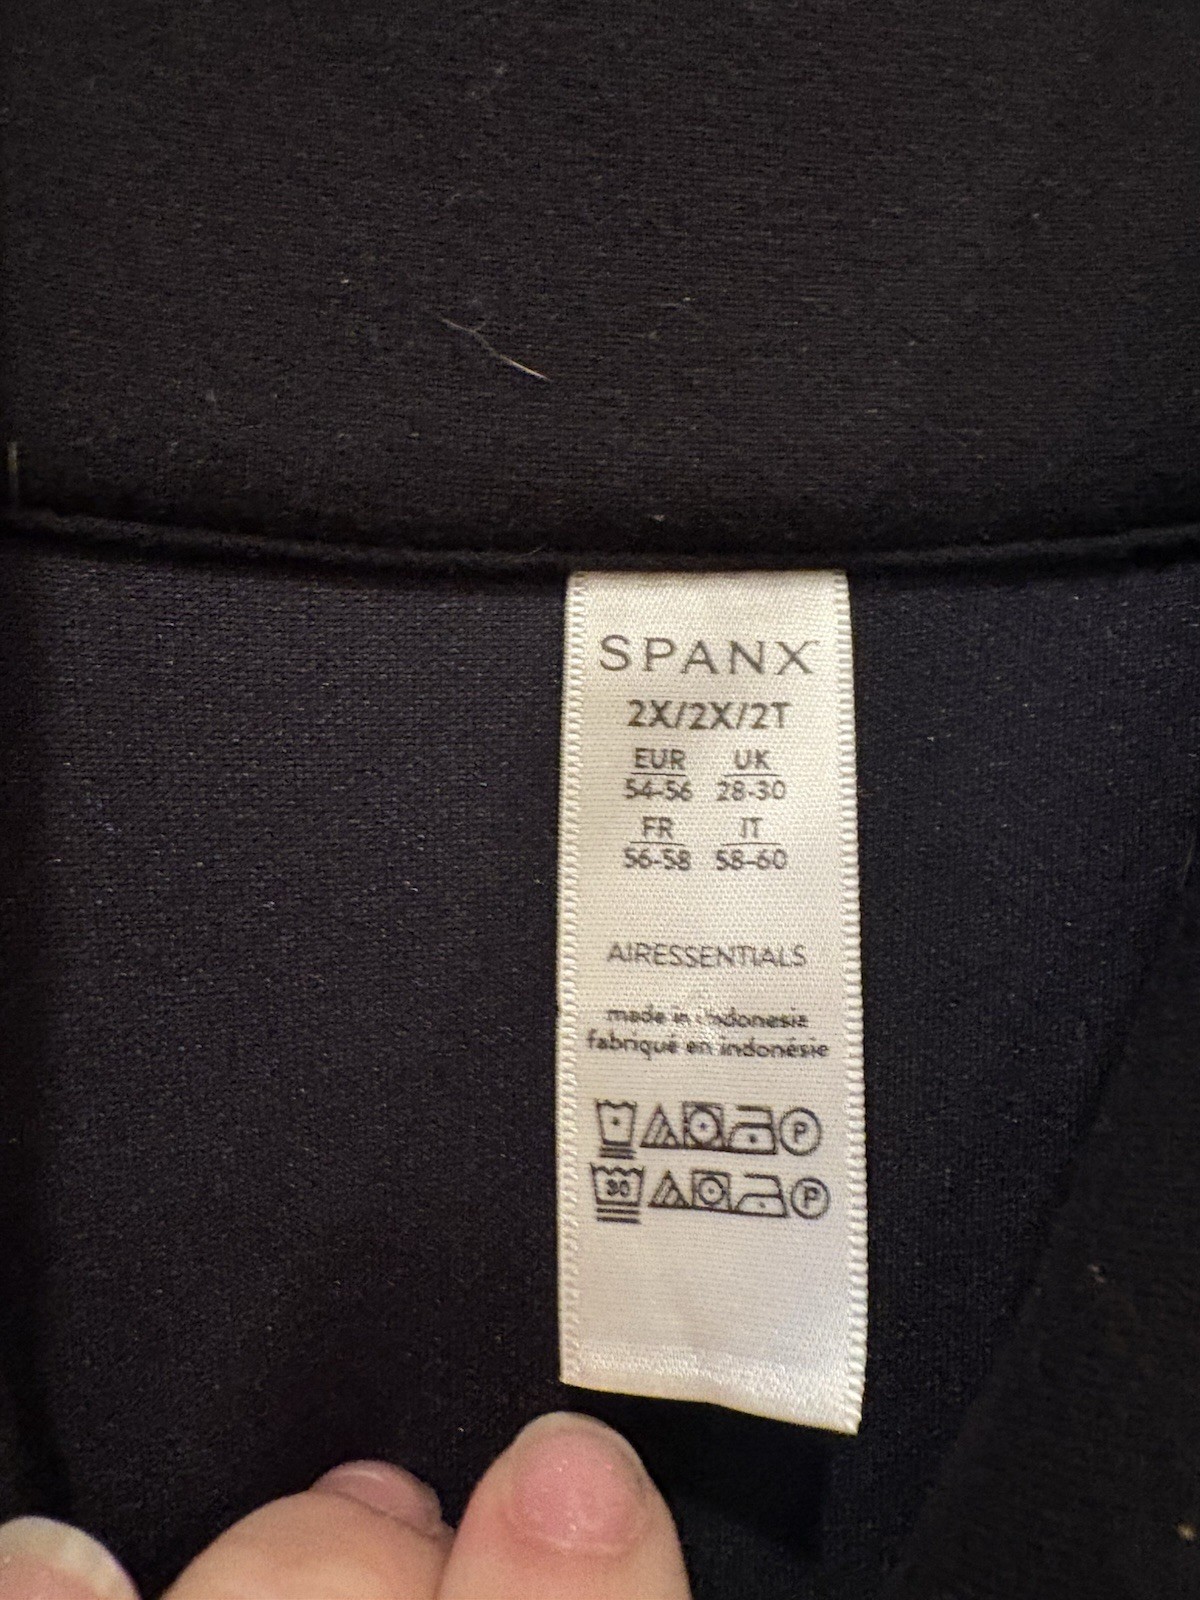 SPANX
2X/2X/2T
EUR UK
54-56 28-30
FR IT
56-58 58-60
AIRESSENTIALS
made in indonesia
fabriqué en indonésie
P
30 P